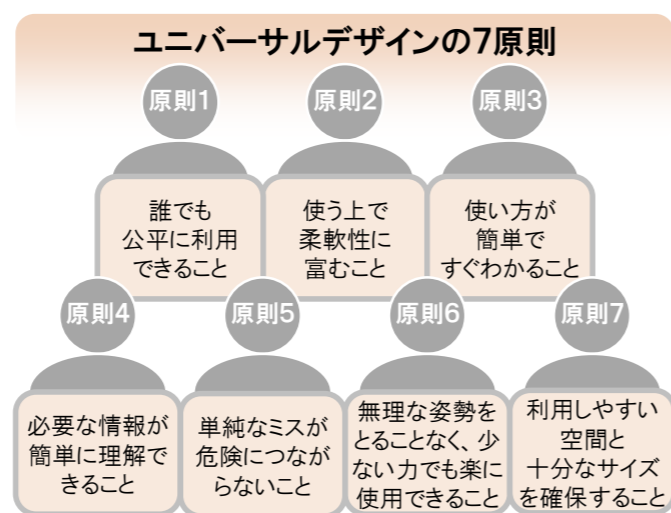 ユニバーサルデザインの7原則
原則1
誰でも
公平に利用
できること
原則2
使う上で
柔軟性に
富むこと
原則3
使い方が
簡単で
すぐわかること
原則4
必要な情報が
簡単に理解で
きること
原則5
単純なミスが
危険につなが
らないこと
原則6
無理な姿勢を
とることなく、少
ない力でも楽に
使用できること
原則7
利用しやすい
空間と
十分なサイズ
を確保すること